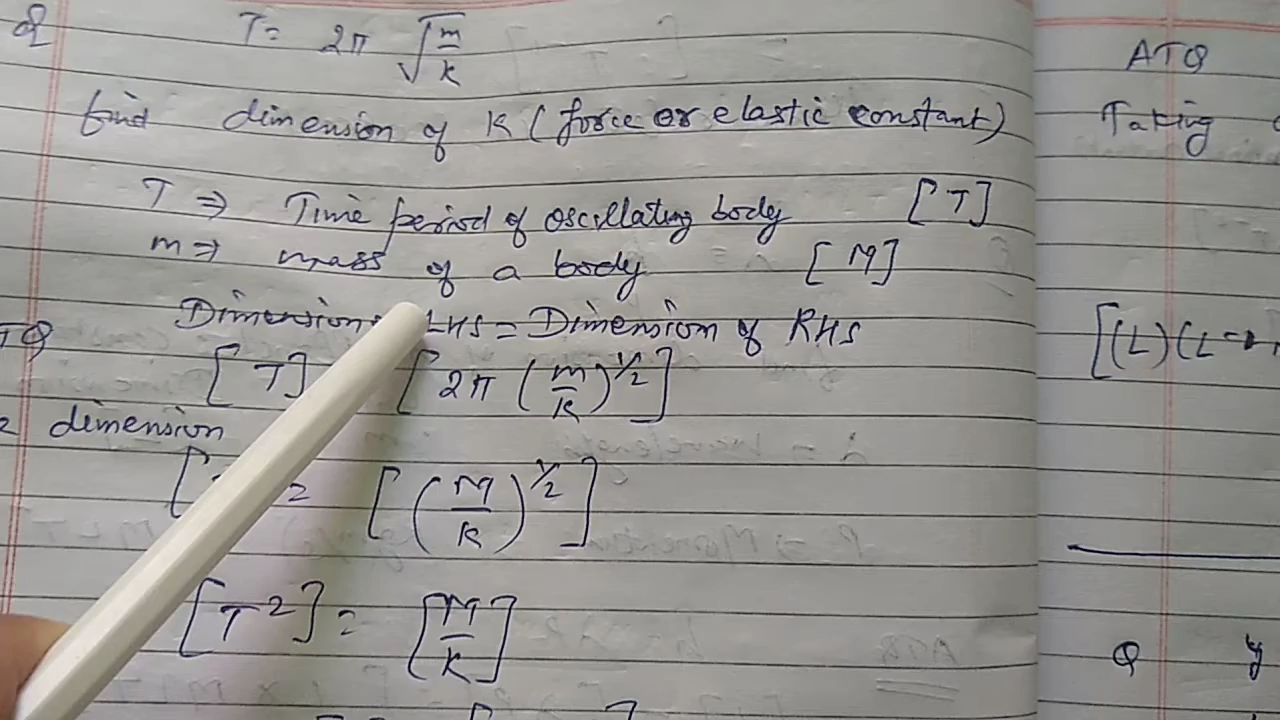 Q T = 2π √m/k
find dimension of K (force or elastic constant)
T ⇒ Time period of oscillating body [T]
m ⇒ mass of a body [M]
Dimension LHS = Dimension of RHS
[T] [2π (m/k)^1/2]
dimension
[(M/k)^1/2]
[T^2] = [M/k]
ATQ
Taking
[(L)(L
Q y